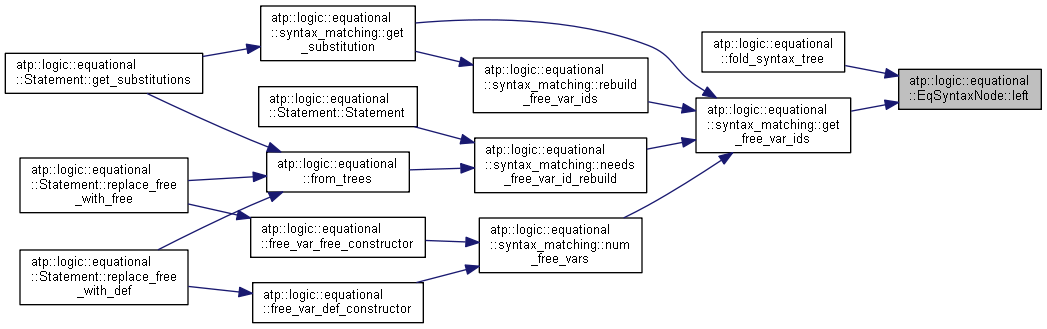 atp::logic::equational
::syntax_matching::get
_substitution
atp::logic::equational
::fold_syntax_tree
atp::logic::equational
::Statement::get_substitutions
atp::logic::equational
::syntax_matching::rebuild
_free_var_ids
atp::logic::equational
::EqSyntaxNode::left
atp::logic::equational
::Statement::Statement
atp::logic::equational
::syntax_matching::get
_free_var_ids
atp::logic::equational
::syntax_matching::needs
_free_var_id_rebuild
atp::logic::equational
::from_trees
atp::logic::equational
::Statement::replace_free
_with_free
atp::logic::equational
::free_var_free_constructor
atp::logic::equational
::syntax_matching::num
_free_vars
atp::logic::equational
::Statement::replace_free
_with_def
atp::logic::equational
::free_var_def_constructor